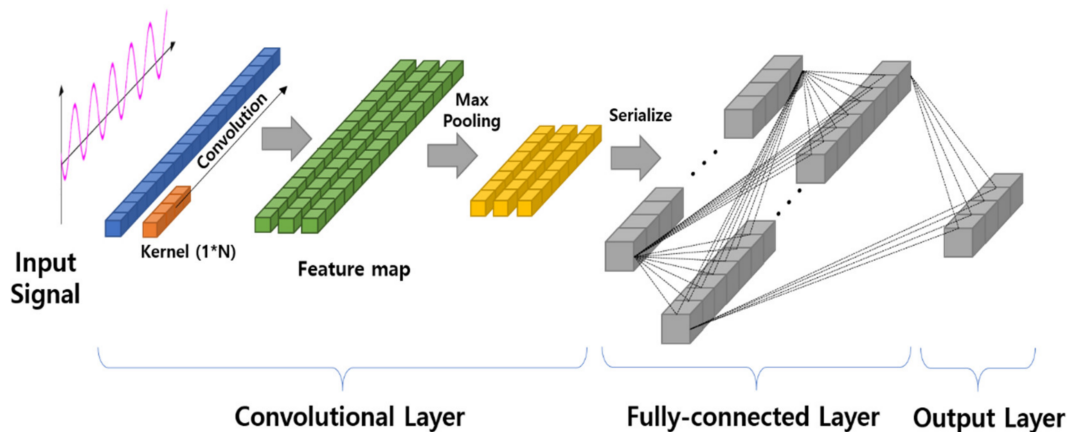 Input
Signal
Convolution
Kernel (1*N)
Feature map
Max
Pooling
Serialize
Convolutional Layer
Fully-connected Layer
Output Layer